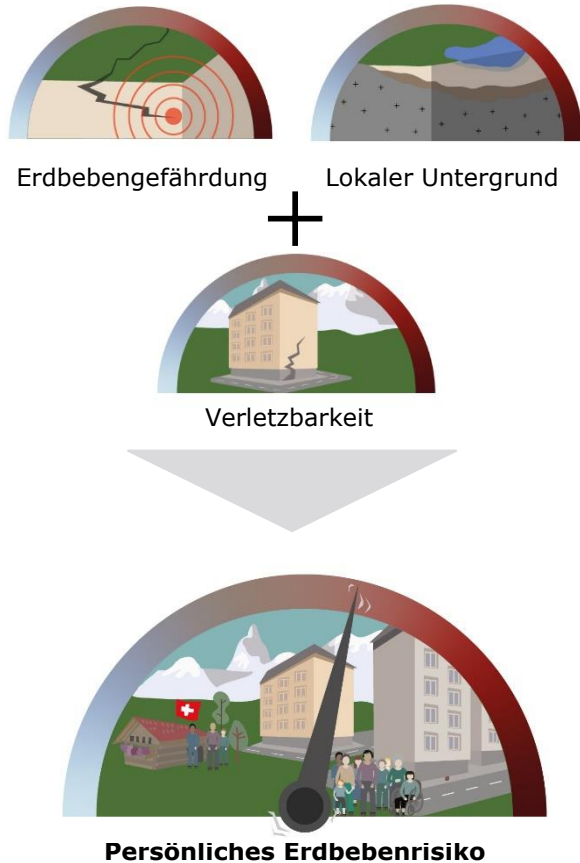 Erdbebengefährdung
Lokaler Untergrund
Verletzbarkeit
Persönliches Erdbebenrisiko